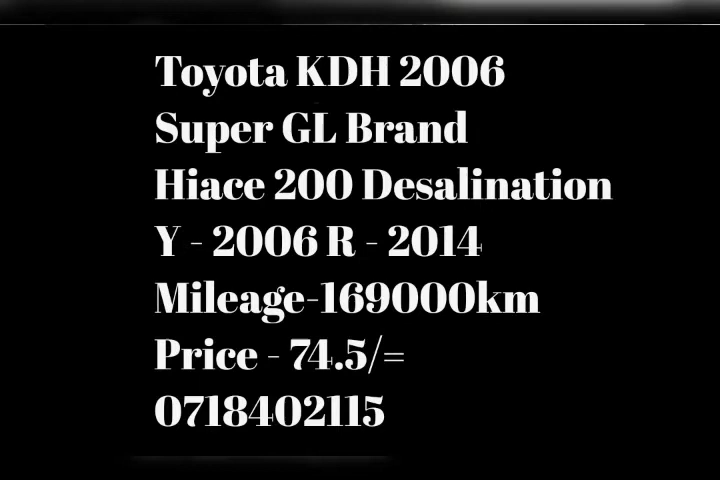 Toyota KDH 2006
Super GL Brand
Hiace 200 Desalination
Y - 2006 R - 2014
Mileage-169000km
Price - 74.5/=
0718402115